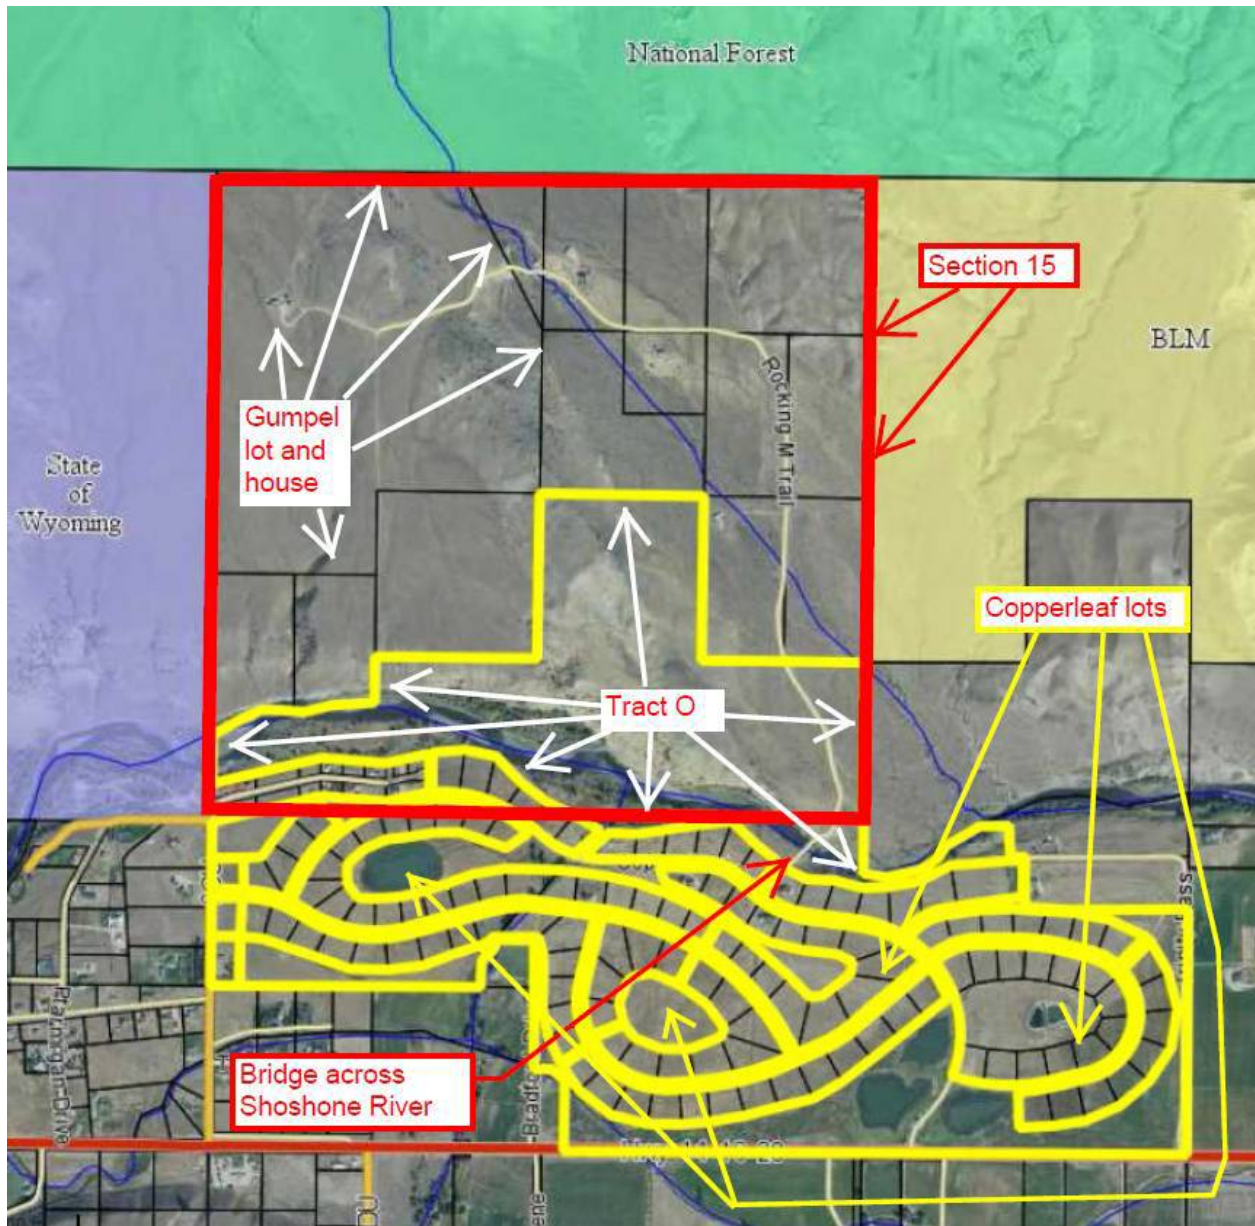 National Forest
Section 15
BLM
Rocking M Trail
Gumpel
lot and
house
State
of
Wyoming
Copperleaf lots
Tract O
Ptarmigan-Drive
Bridge across
Shoshone River